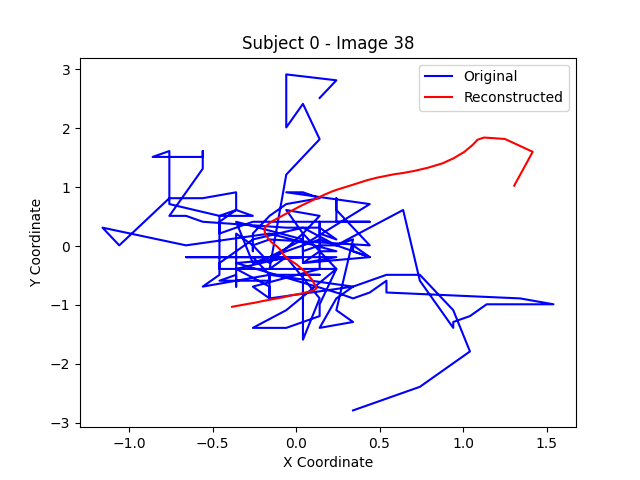 Subject 0 - Image 38
Original
Reconstructed
Y Coordinate
3
2
1
0
−1
−2
−3
−1.0
−0.5
0.0
0.5
1.0
1.5
X Coordinate